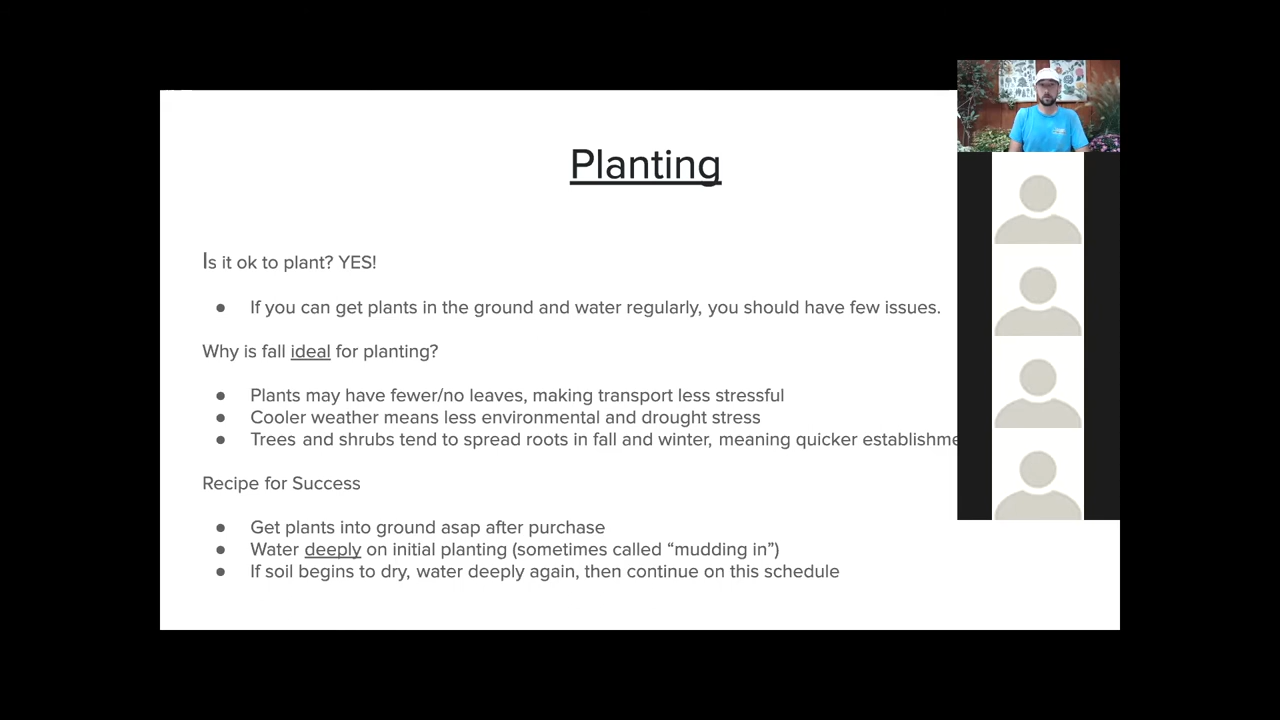 Planting
Is it ok to plant? YES!
● If you can get plants in the ground and water regularly, you should have few issues.
Why is fall ideal for planting?
● Plants may have fewer/no leaves, making transport less stressful
● Cooler weather means less environmental and drought stress
● Trees and shrubs tend to spread roots in fall and winter, meaning quicker establishme
Recipe for Success
● Get plants into ground asap after purchase
● Water deeply on initial planting (sometimes called “mudding in”)
● If soil begins to dry, water deeply again, then continue on this schedule